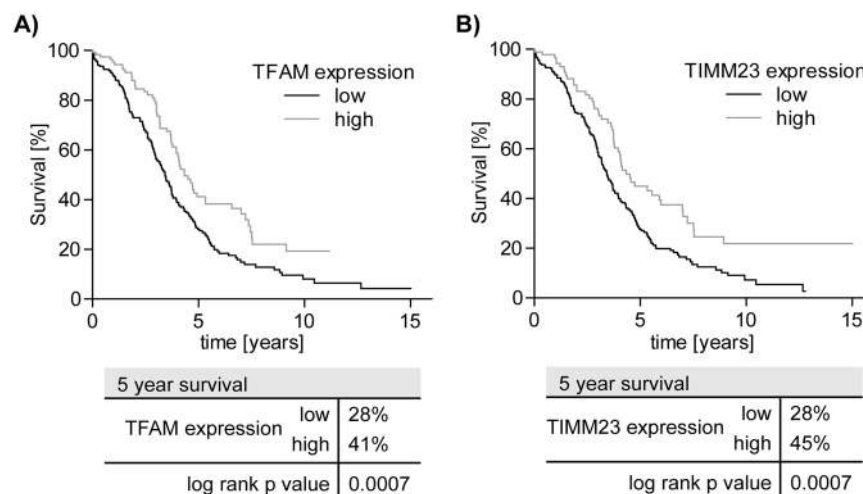 A)
100
80
60
40
20
0
Survival [%]
TFAM expression
low
high
0 5 10 15
time [years]
5 year survival
TFAM expression low 28%
high 41%
log rank p value 0.0007
B)
100
80
60
40
20
0
Survival [%]
TIMM23 expression
low
high
0 5 10 15
time [years]
5 year survival
TIMM23 expression low 28%
high 45%
log rank p value 0.0007